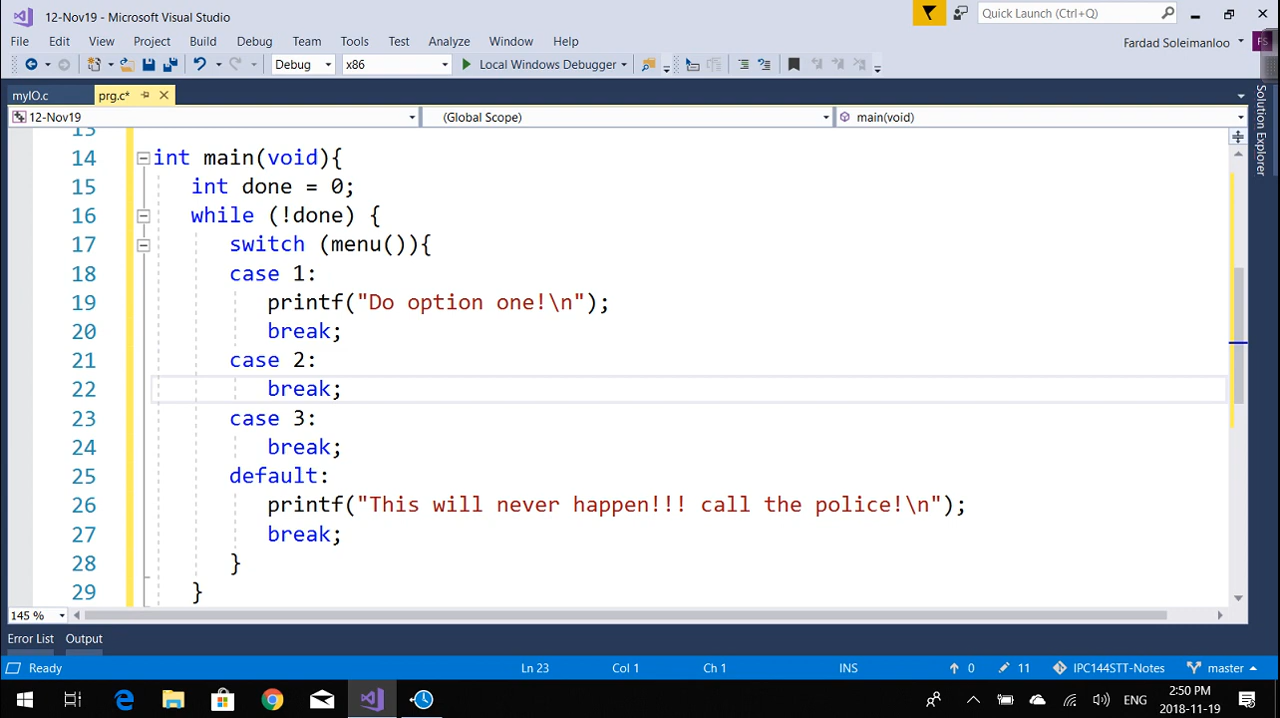 12-Nov19 - Microsoft Visual Studio
Quick Launch (Ctrl+Q)
File Edit View Project Build Debug Team Tools Test Analyze Window Help
Fardad Soleimanloo FS
Debug x86 Local Windows Debugger
myIO.c prg.c*
Solution Explorer
12-Nov19 (Global Scope) main(void)
13
14 int main(void){
15 int done = 0;
16 while (!done) {
17 switch (menu()){
18 case 1:
19 printf("Do option one!\n");
20 break;
21 case 2:
22 break;
23 case 3:
24 break;
25 default:
26 printf("This will never happen!!! call the police!\n");
27 break;
28 }
29 }
145 %
Error List Output
Ready Ln 23 Col 1 Ch 1 INS 0 11 IPC144STT-Notes master
ENG 2:50 PM
2018-11-19